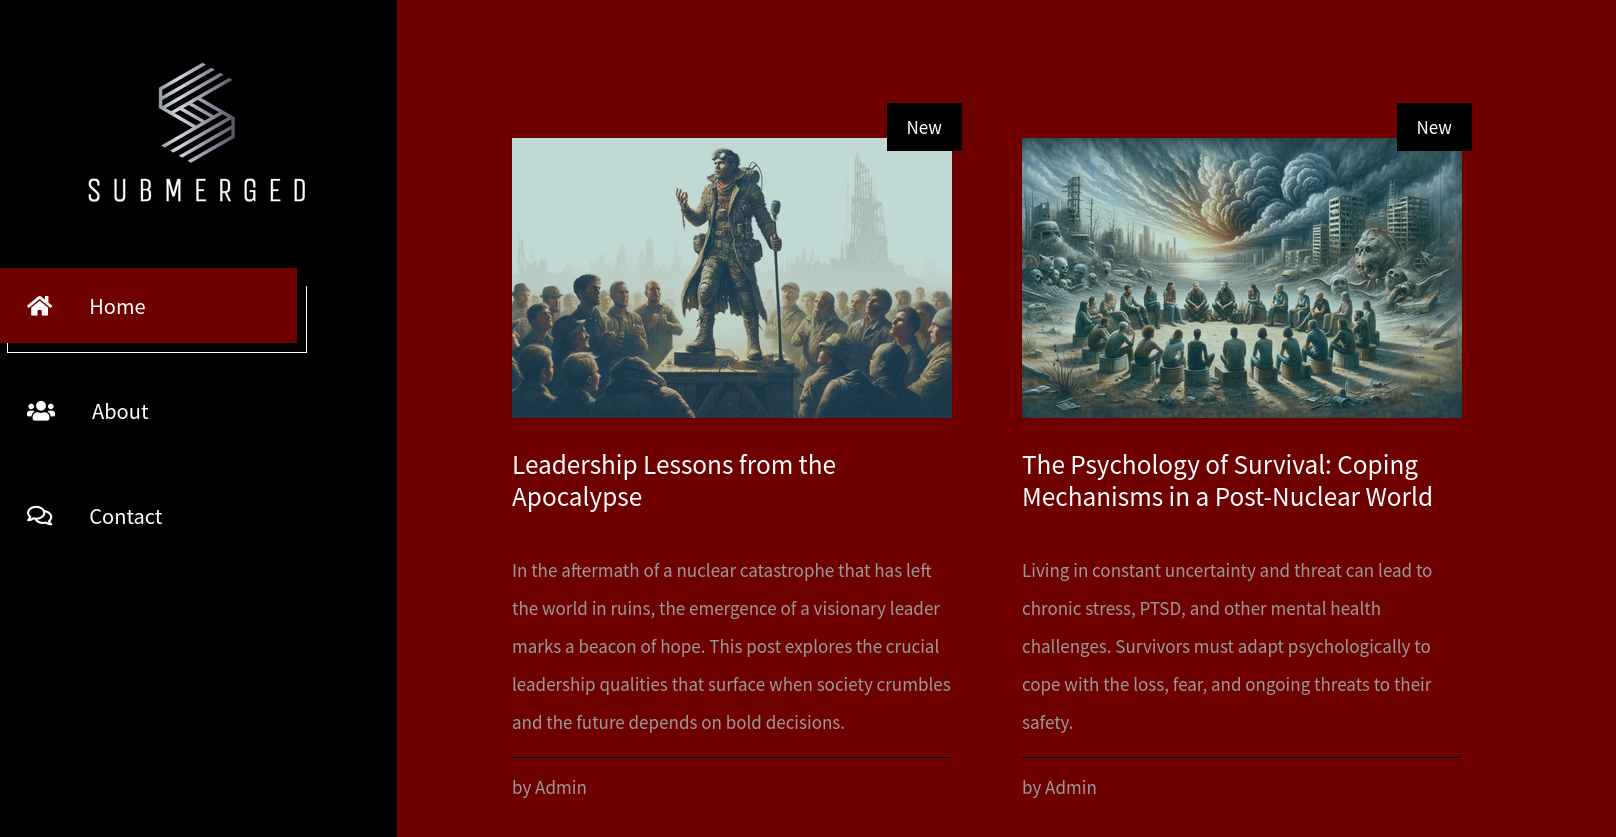 SUBMERGED
Home
About
Contact
New
Leadership Lessons from the
Apocalypse
In the aftermath of a nuclear catastrophe that has left
the world in ruins, the emergence of a visionary leader
marks a beacon of hope. This post explores the crucial
leadership qualities that surface when society crumbles
and the future depends on bold decisions.
by Admin
New
The Psychology of Survival: Coping
Mechanisms in a Post-Nuclear World
Living in constant uncertainty and threat can lead to
chronic stress, PTSD, and other mental health
challenges. Survivors must adapt psychologically to
cope with the loss, fear, and ongoing threats to their
safety.
by Admin